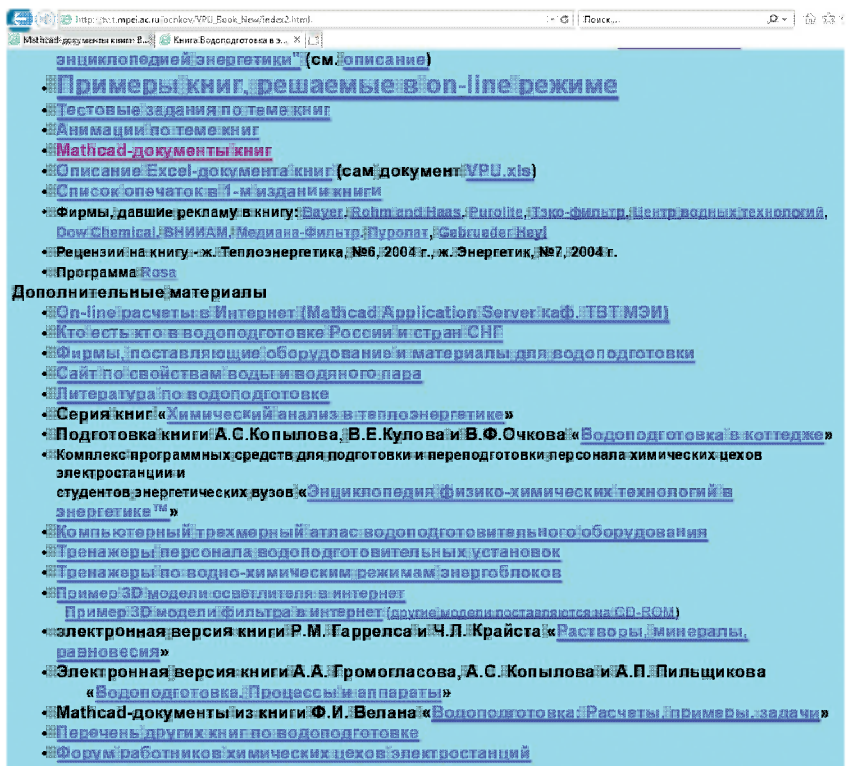 http://twt.mpei.ac.ru/ochkov/VPU_Book_New/index2.html
Поиск...
Mathcad-документы книги В...
Книга Водоподготовка в э...
энциклопедией энергетики" (см. описание)
Примеры книг, решаемые в on-line режиме
Тестовые задания по теме книг
Анимации по теме книг
Mathcad-документы книг
Описание Excel-документа книг (сам документ VPU.xls)
Список опечаток в 1-м издании книги
Фирмы, давшие рекламу в книгу: Bayer, Rohm and Haas, Purolite, Тэко-фильтр, Центр водных технологий,
Dow Chemical, ВНИИАМ, Медиана-Фильтр, Пуролат, Gebrueder Heyl
Рецензии на книгу - ж. Теплоэнергетика, №6, 2004 г., ж. Энергетик, №7, 2004 г.
Программа Rosa
Дополнительные материалы
On-line расчеты в Интернет (Mathcad Application Server каф. ТВТ МЭИ)
Кто есть кто в водоподготовке России и стран СНГ
Фирмы, поставляющие оборудование и материалы для водоподготовки
Сайт по свойствам воды и водяного пара
Литература по водоподготовке
Серия книг «Химический анализ в теплоэнергетике»
Подготовка книги А.С.Копылова, В.Е.Кулова и В.Ф.Очкова «Водоподготовка в коттедже»
Комплекс программных средств для подготовки и переподготовки персонала химических цехов
электростанции и
студентов энергетических вузов «Энциклопедия физико-химических технологий в
энергетике™»
Компьютерный трехмерный атлас водоподготовительного оборудования
Тренажеры персонала водоподготовительных установок
Тренажеры по водно-химическим режимам энергоблоков
Пример 3D модели осветлителя в интернет
Пример 3D модели фильтра в интернет (другие модели поставляются на CD-ROM)
электронная версия книги Р.М. Гаррелса и Ч.Л. Крайста «Растворы, минералы,
равновесия»
Электронная версия книги А.А. Громогласова, А.С. Копылова и А.П. Пильщикова
«Водоподготовка. Процессы и аппараты»
Mathcad-документы из книги Ф.И. Велана «Водоподготовка: Расчеты, примеры, задачи»
Перечень других книг по водоподготовке
Форум работников химических цехов электростанций